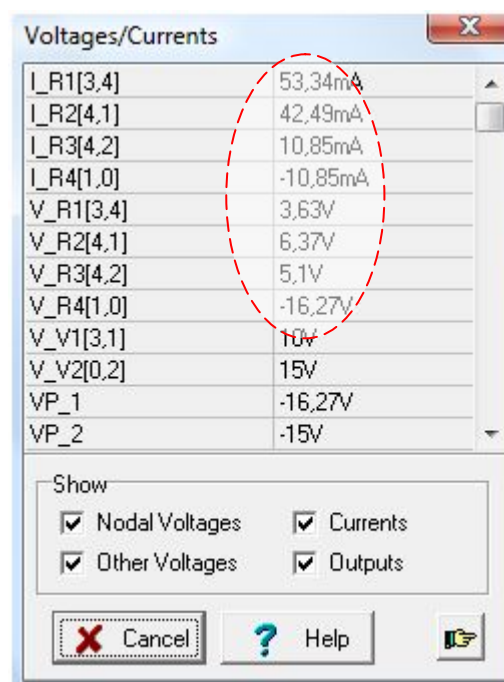 Voltages/Currents
I_R1[3,4] 53,34mA
I_R2[4,1] 42,49mA
I_R3[4,2] 10,85mA
I_R4[1,0] -10,85mA
V_R1[3,4] 3,63V
V_R2[4,1] 6,37V
V_R3[4,2] 5,1V
V_R4[1,0] -16,27V
V_V1[3,1] 10V
V_V2[0,2] 15V
VP_1 -16,27V
VP_2 -15V
Show
Nodal Voltages Currents
Other Voltages Outputs
Cancel ? Help